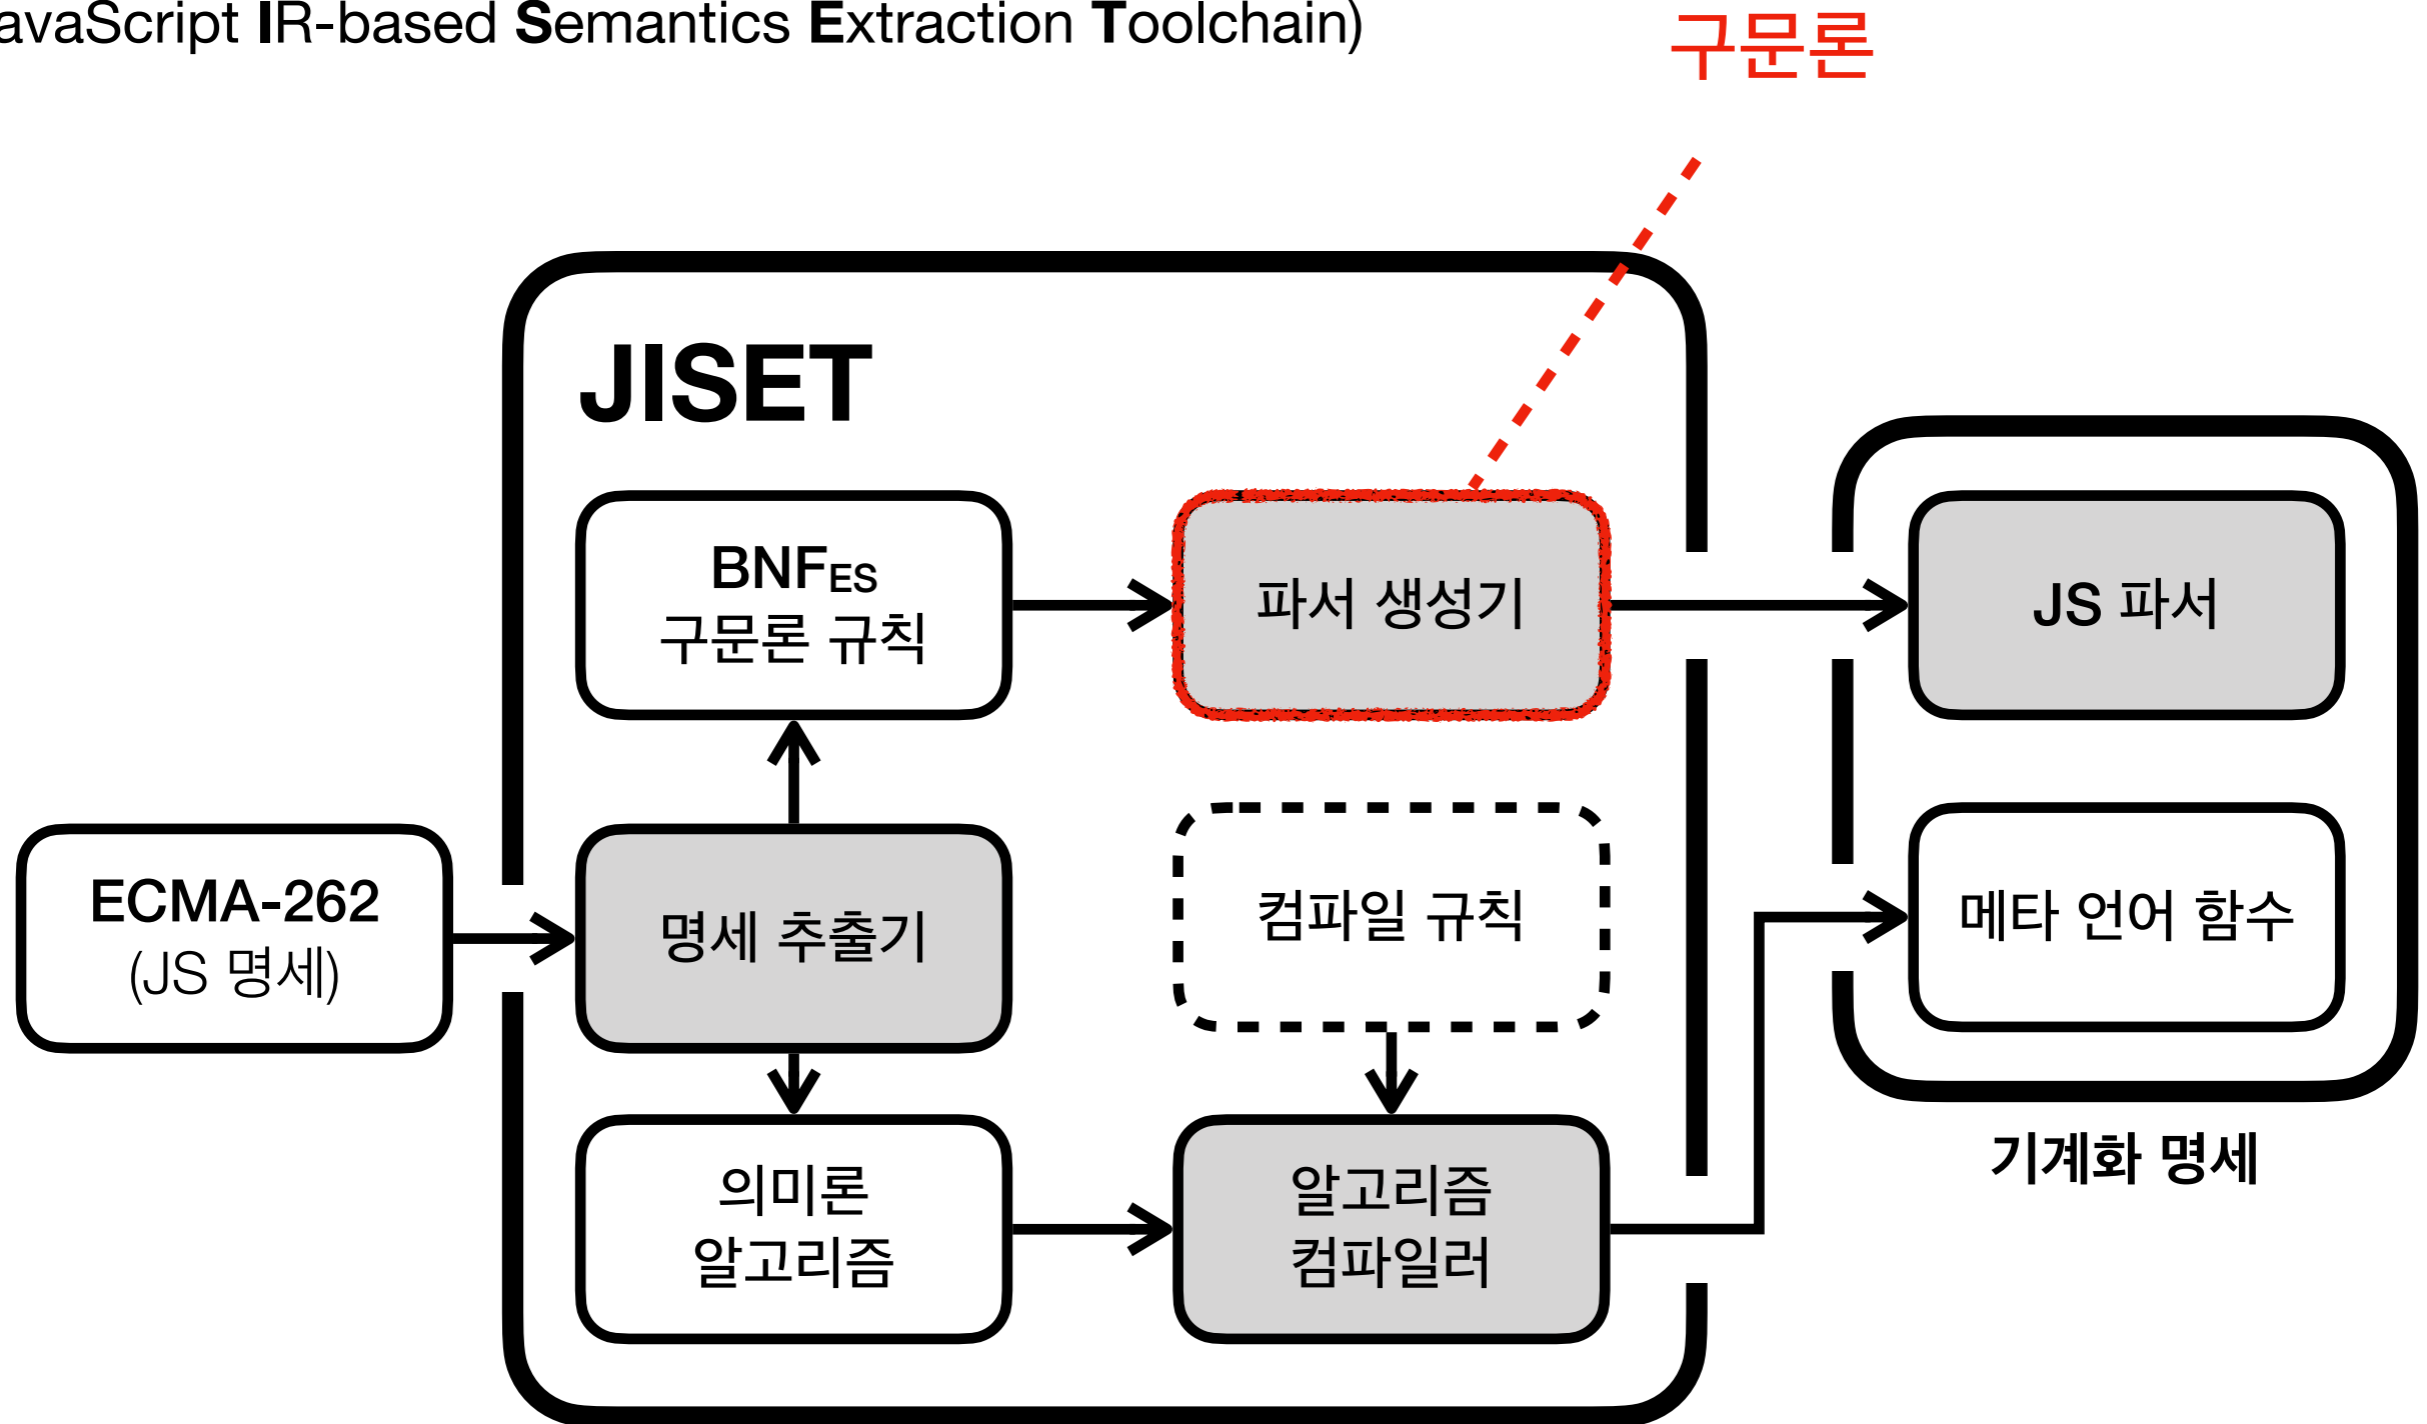 avaScript IR-based Semantics Extraction Toolchain)
구문론
JISET
BNFES
구문론 규칙
파서 생성기
JS 파서
ECMA-262
(JS 명세)
명세 추출기
컴파일 규칙
메타 언어 함수
의미론
알고리즘
알고리즘
컴파일러
기계화 명세